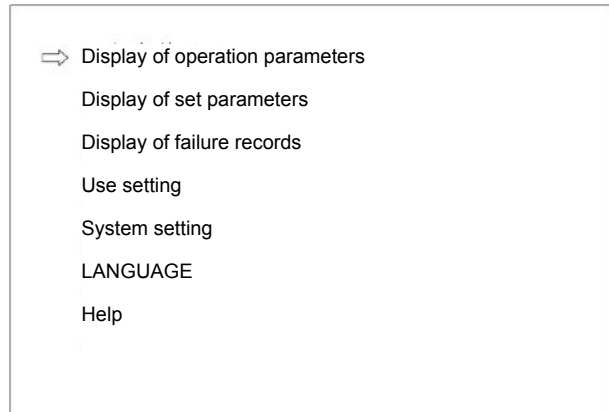 Display of operation parameters
Display of set parameters
Display of failure records
Use setting
System setting
LANGUAGE
Help